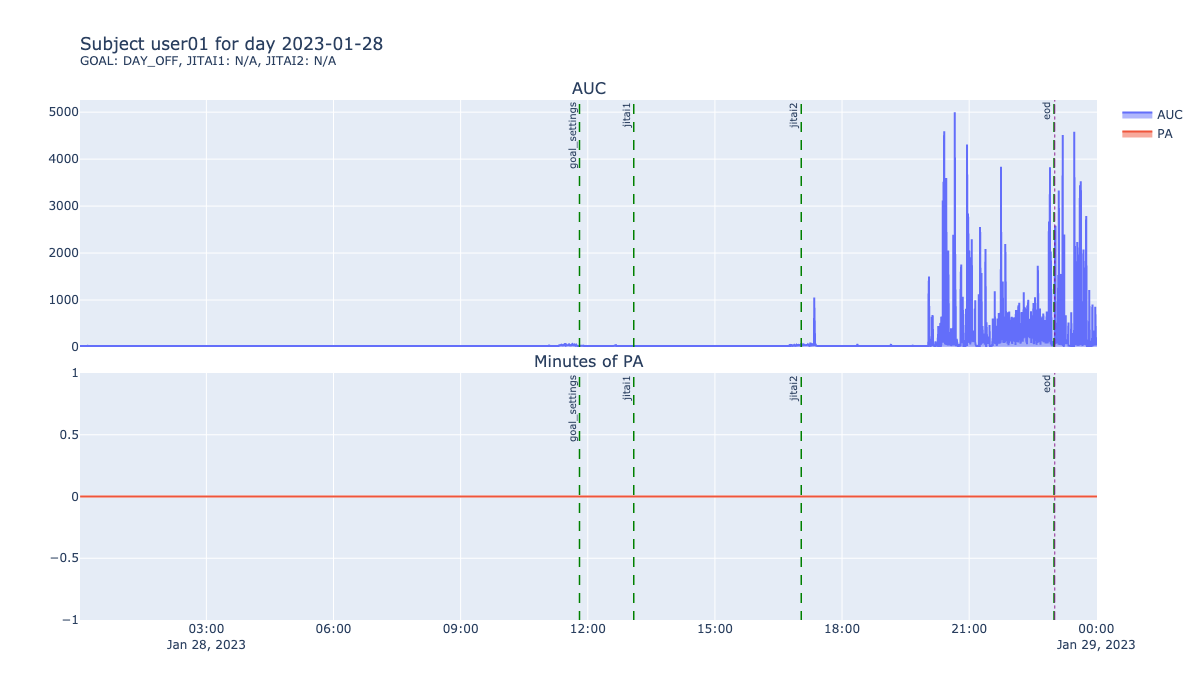 Subject user01 for day 2023-01-28
GOAL: DAY_OFF, JITAI1: N/A, JITAI2: N/A
AUC
5000
4000
3000
2000
1000
0
goal_settings
jitai1
jitai2
eod
AUC
PA
Minutes of PA
1
0.5
0
−0.5
−1
goal_settings
jitai1
jitai2
eod
03:00
06:00
09:00
12:00
15:00
18:00
21:00
00:00
Jan 28, 2023
Jan 29, 2023